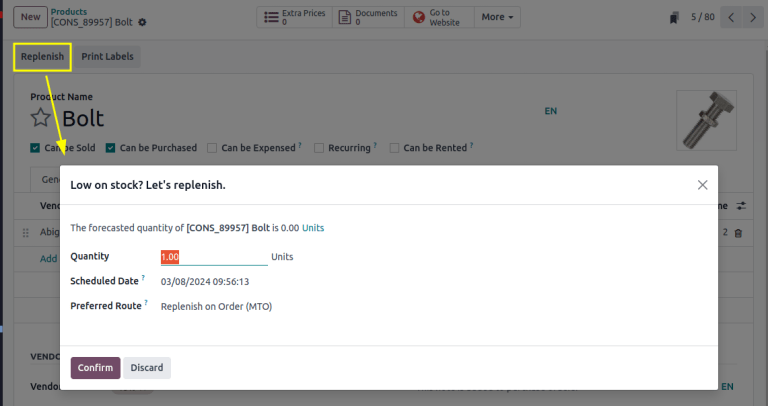 New
Products
[CONS_89957] Bolt
Extra Prices
0
Documents
0
Go to
Website
More
5 / 80
Replenish
Print Labels
Product Name
Bolt
EN
Can be Sold
Can be Purchased
Can be Expensed ?
Recurring ?
Can be Rented ?
Gene
Low on stock? Let's replenish.
Vend
me
The forecasted quantity of [CONS_89957] Bolt is 0.00 Units
Abig
2
Add
Quantity 1.00 Units
Scheduled Date ? 03/08/2024 09:56:13
Preferred Route ? Replenish on Order (MTO)
VENDO
Confirm
Discard
Vendo
EN